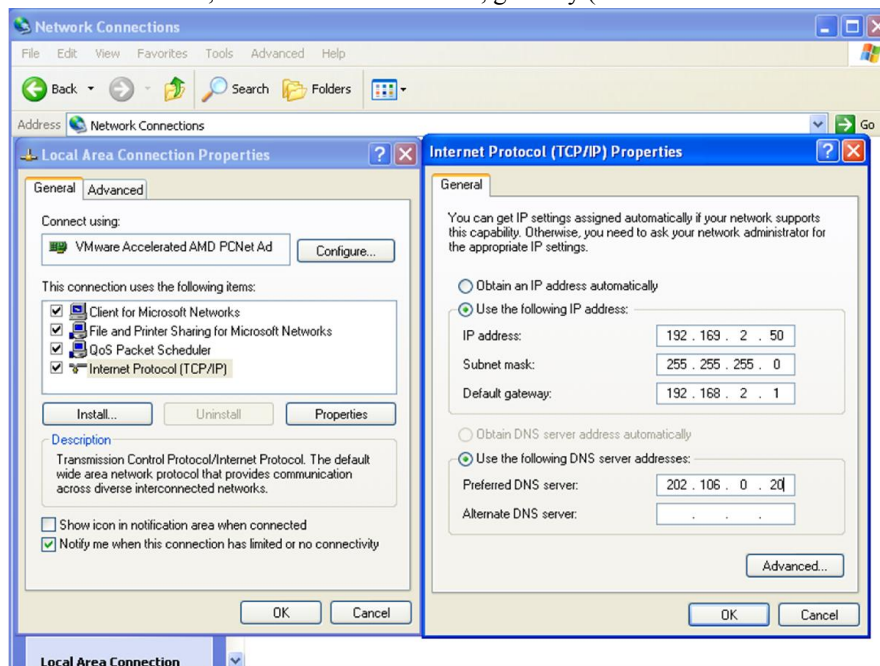 Network Connections
File Edit View Favorites Tools Advanced Help
Back Search Folders
Address Network Connections Go
Local Area Connection Properties
General Advanced
Connect using:
VMware Accelerated AMD PCNet Ad Configure...
This connection uses the following items:
Client for Microsoft Networks
File and Printer Sharing for Microsoft Networks
QoS Packet Scheduler
Internet Protocol (TCP/IP)
Install... Uninstall Properties
Description
Transmission Control Protocol/Internet Protocol. The default
wide area network protocol that provides communication
across diverse interconnected networks.
Show icon in notification area when connected
Notify me when this connection has limited or no connectivity
OK Cancel
Internet Protocol (TCP/IP) Properties
General
You can get IP settings assigned automatically if your network supports
this capability. Otherwise, you need to ask your network administrator for
the appropriate IP settings.
Obtain an IP address automatically
Use the following IP address:
IP address: 192 . 169 . 2 . 50
Subnet mask: 255 . 255 . 255 . 0
Default gateway: 192 . 168 . 2 . 1
Obtain DNS server address automatically
Use the following DNS server addresses:
Preferred DNS server: 202 . 106 . 0 . 20
Alternate DNS server: . . .
Advanced...
OK Cancel
Local Area Connection